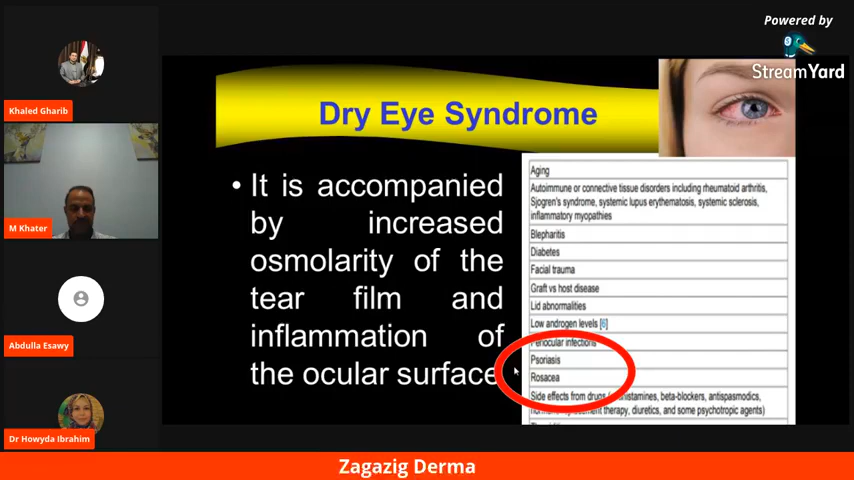 Powered by
StreamYard
Khaled Gharib
M Khater
Abdulla Esawy
Dr Howyda Ibrahim
Dry Eye Syndrome
• It is accompanied
by increased
osmolarity of the
tear film and
inflammation of
the ocular surface
Aging
Autoimmune or connective tissue disorders including rheumatoid arthritis,
Sjogren's syndrome, systemic lupus erythematosis, systemic sclerosis,
inflammatory myopathies
Blepharitis
Diabetes
Facial trauma
Graft vs host disease
Lid abnormalities
Low androgen levels [6]
Periocular infections
Psoriasis
Rosacea
Side effects from drugs beta-blockers, antispasmodics,
therapy, diuretics, and some psychotropic agents)
Zagazig Derma